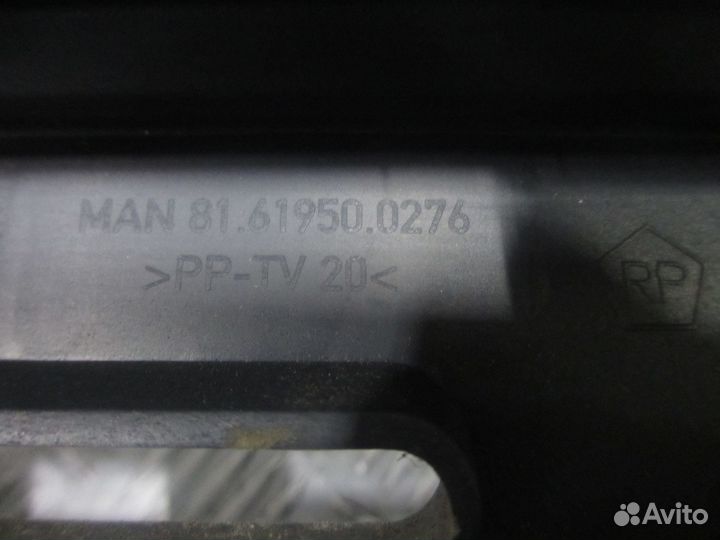 MAN 81.61950.0276
>PP-TV 20<
RP
Avito